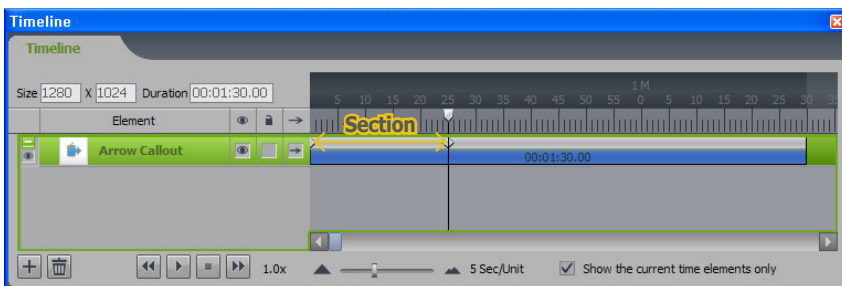 Timeline
Timeline
Size 1280 X 1024 Duration 00:01:30.00
1M
5 10 15 20 25 30 35 40 45 50 55 0 5 10 15 20 25 30 35
Element
Section
Arrow Callout
00:01:30.00
1.0x
5 Sec/Unit
Show the current time elements only